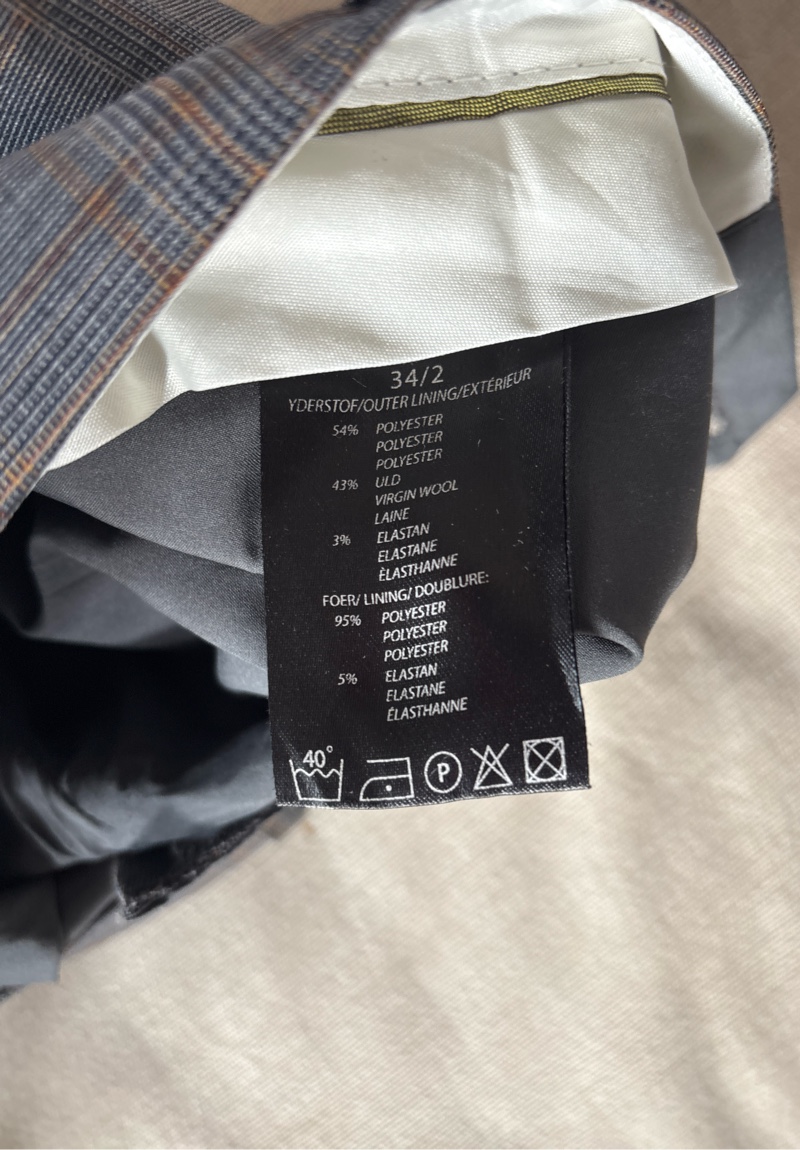 34/2
YDERSTOF/OUTER LINING/EXTÉRIEUR
54% POLYESTER
POLYESTER
POLYESTER
43% ULD
VIRGIN WOOL
LAINE
3% ELASTAN
ELASTANE
ÉLASTHANNE
FOER/ LINING/ DOUBLURE:
95% POLYESTER
POLYESTER
POLYESTER
5% ELASTAN
ELASTANE
ÉLASTHANNE
40° P